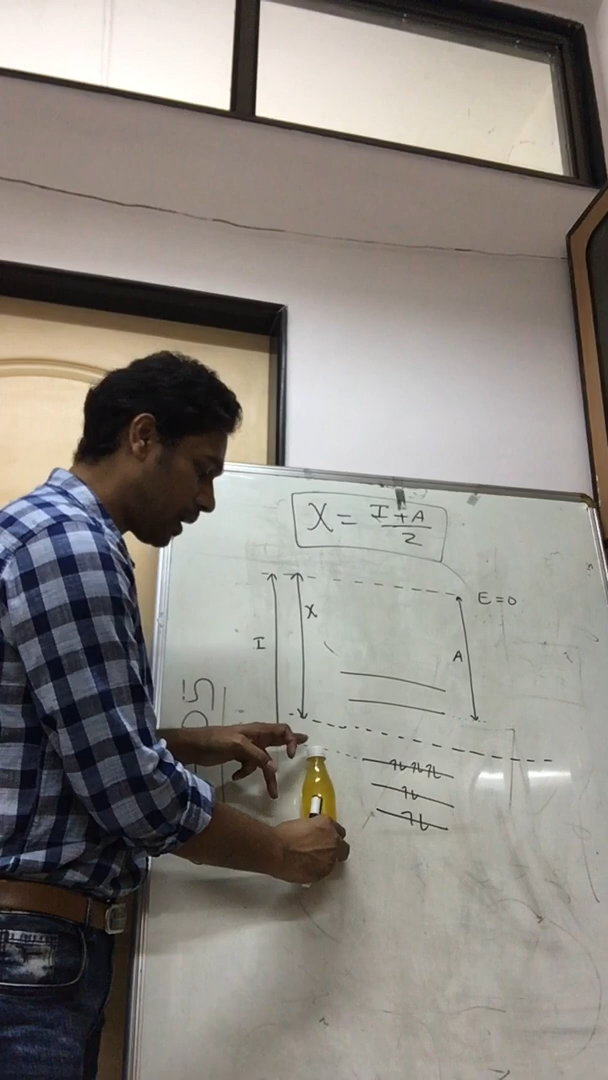 X = I + A / 2
E = 0
X
I
A